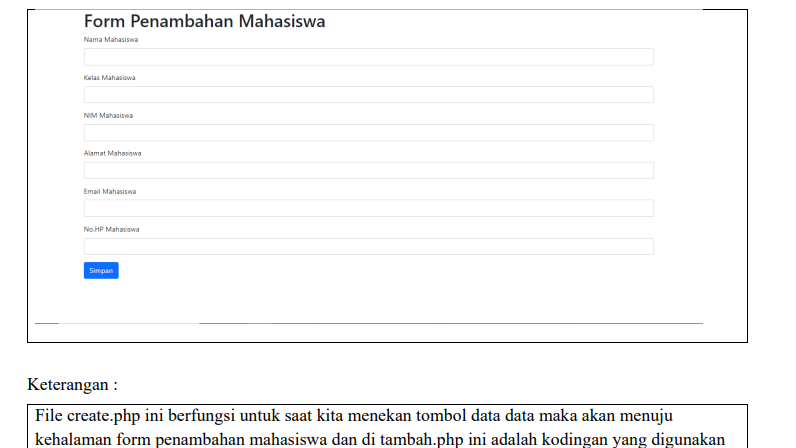 Form Penambahan Mahasiswa
Nama Mahasiswa
Kelas Mahasiswa
NIM Mahasiswa
Alamat Mahasiswa
Email Mahasiswa
No.HP Mahasiswa
Simpan
Keterangan :
File create.php ini berfungsi untuk saat kita menekan tombol data data maka akan menuju
kehalaman form penambahan mahasiswa dan di tambah.php ini adalah kodingan yang digunakan